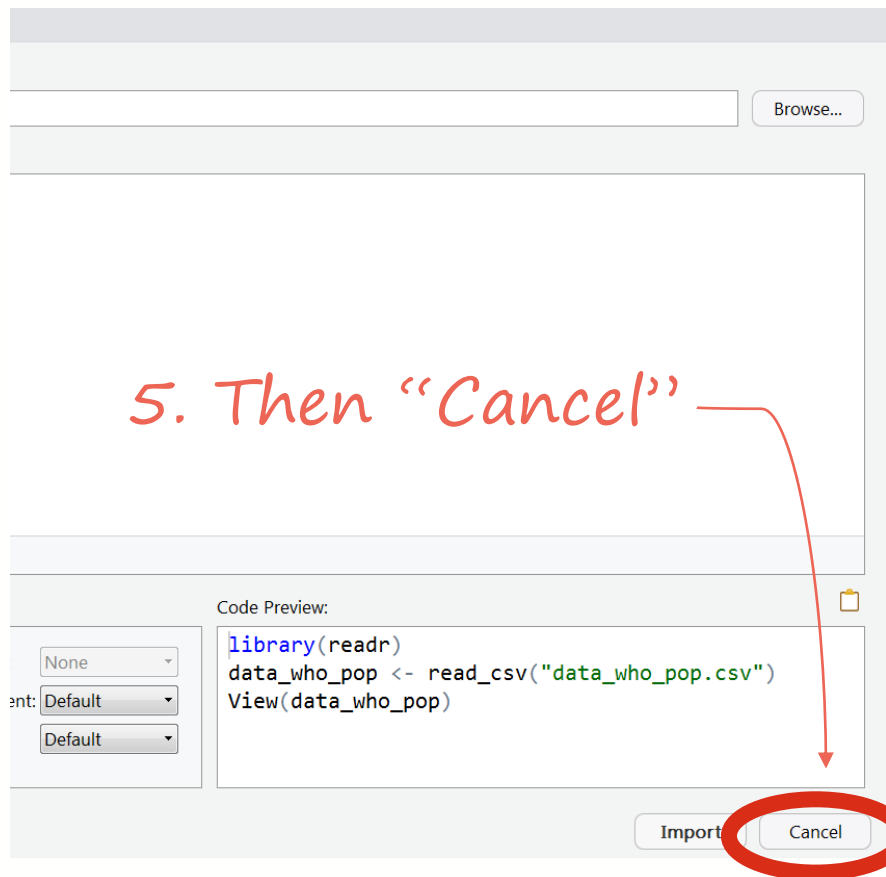 Browse...
5. Then “Cancel”
Code Preview:
None
library(readr)
data_who_pop <- read_csv("data_who_pop.csv")
ent: Default
View(data_who_pop)
Default
Import
Cancel